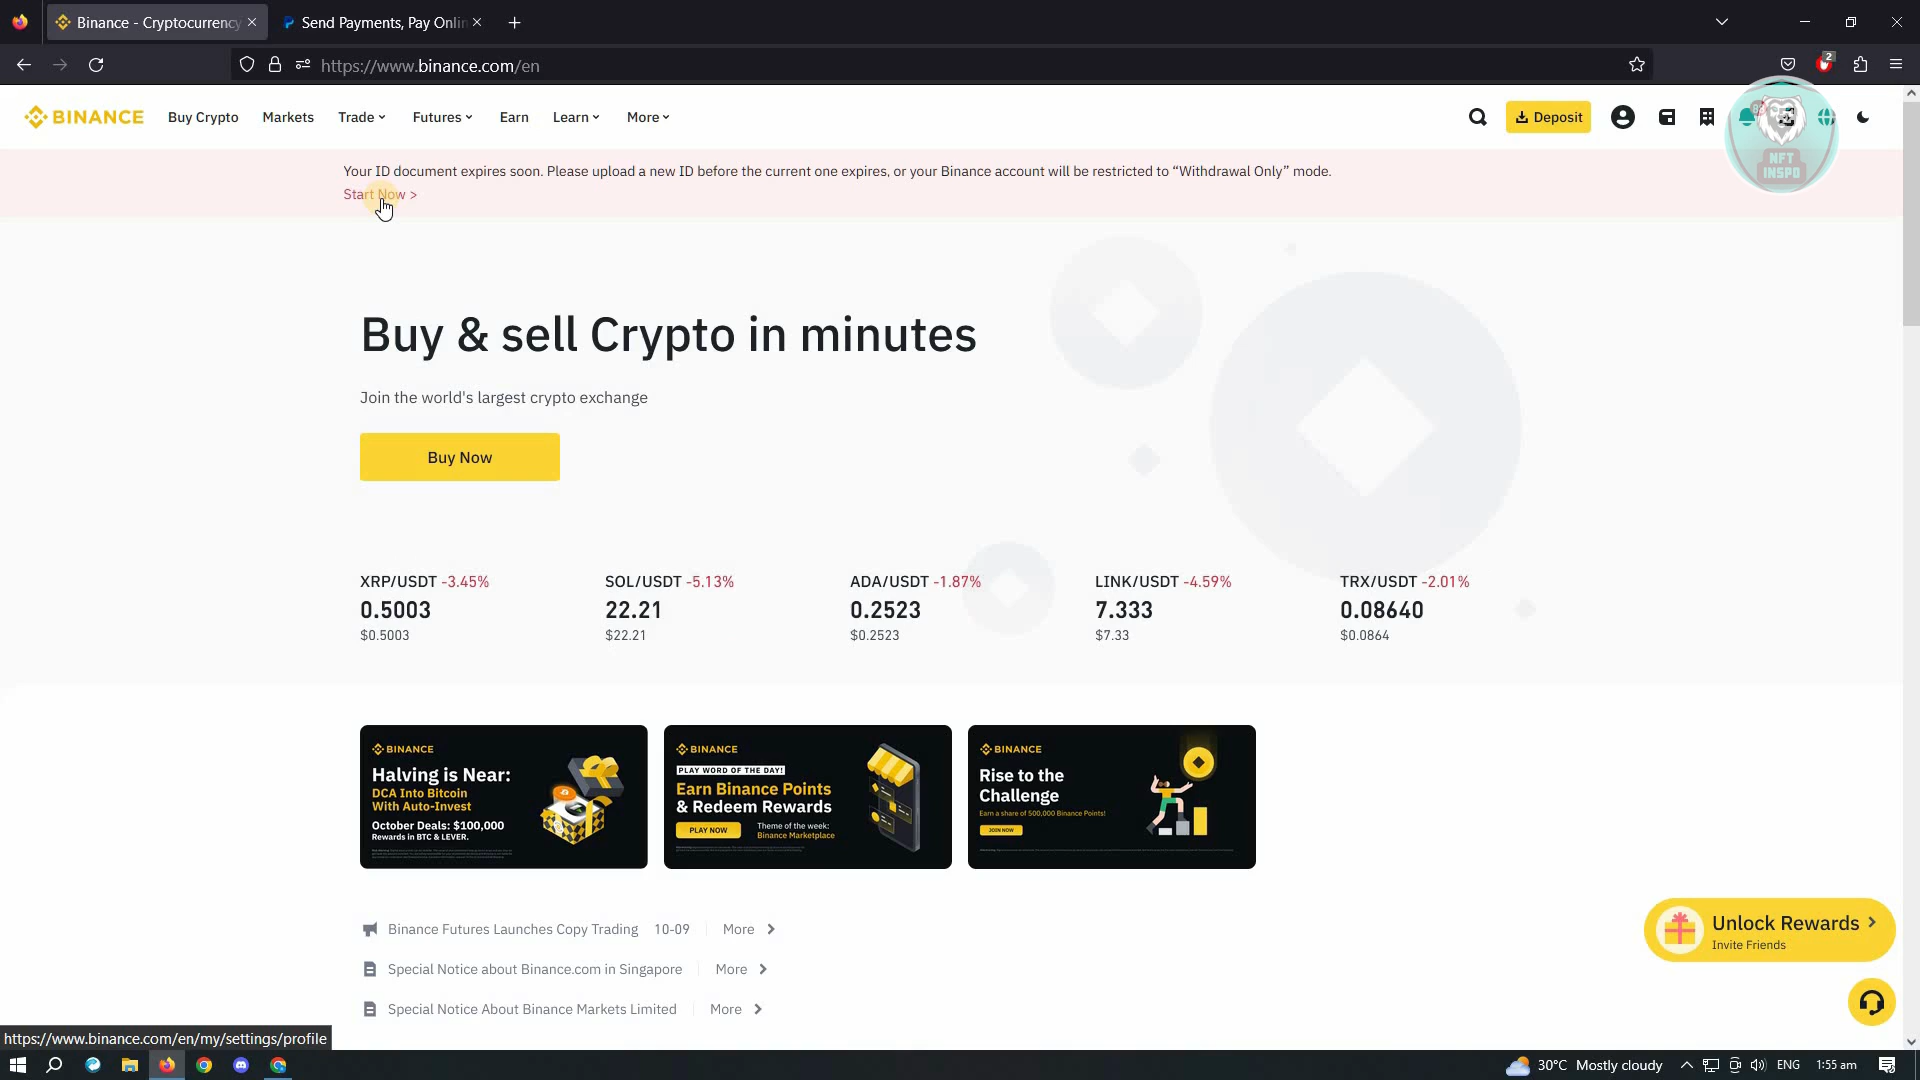 Binance - Cryptocurrency
Send Payments, Pay Onlin
https://www.binance.com/en
2
BINANCE
Buy Crypto
Markets
Trade
Futures
Earn
Learn
More
Deposit
NFT
INSPO
Your ID document expires soon. Please upload a new ID before the current one expires, or your Binance account will be restricted to “Withdrawal Only” mode.
Start Now >
Buy & sell Crypto in minutes
Join the world's largest crypto exchange
Buy Now
XRP/USDT -3.45%
0.5003
$0.5003
SOL/USDT -5.13%
22.21
$22.21
ADA/USDT -1.87%
0.2523
$0.2523
LINK/USDT -4.59%
7.333
$7.33
TRX/USDT -2.01%
0.08640
$0.0864
BINANCE
Halving is Near:
DCA Into Bitcoin
With Auto-Invest
October Deals: $100,000
Rewards in BTC & LEVER.
BINANCE
PLAY WORD OF THE DAY!
Earn Binance Points
& Redeem Rewards
PLAY NOW
Theme of the week:
Binance Marketplace
BINANCE
Rise to the
Challenge
Earn a share of 500,000 Binance Points!
JOIN NOW
Binance Futures Launches Copy Trading 10-09 More
Special Notice about Binance.com in Singapore More
Special Notice About Binance Markets Limited More
Unlock Rewards
Invite Friends
https://www.binance.com/en/my/settings/profile
30°C Mostly cloudy
ENG
1:55 am